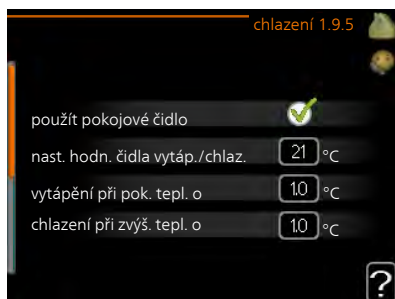 chlazení 1.9.5
použít pokojové čidlo
nast. hodn. čidla vytáp./chlaz. 21 °C
vytápění při pok. tepl. o 1.0 °C
chlazení při zvýš. tepl. o 1.0 °C
?